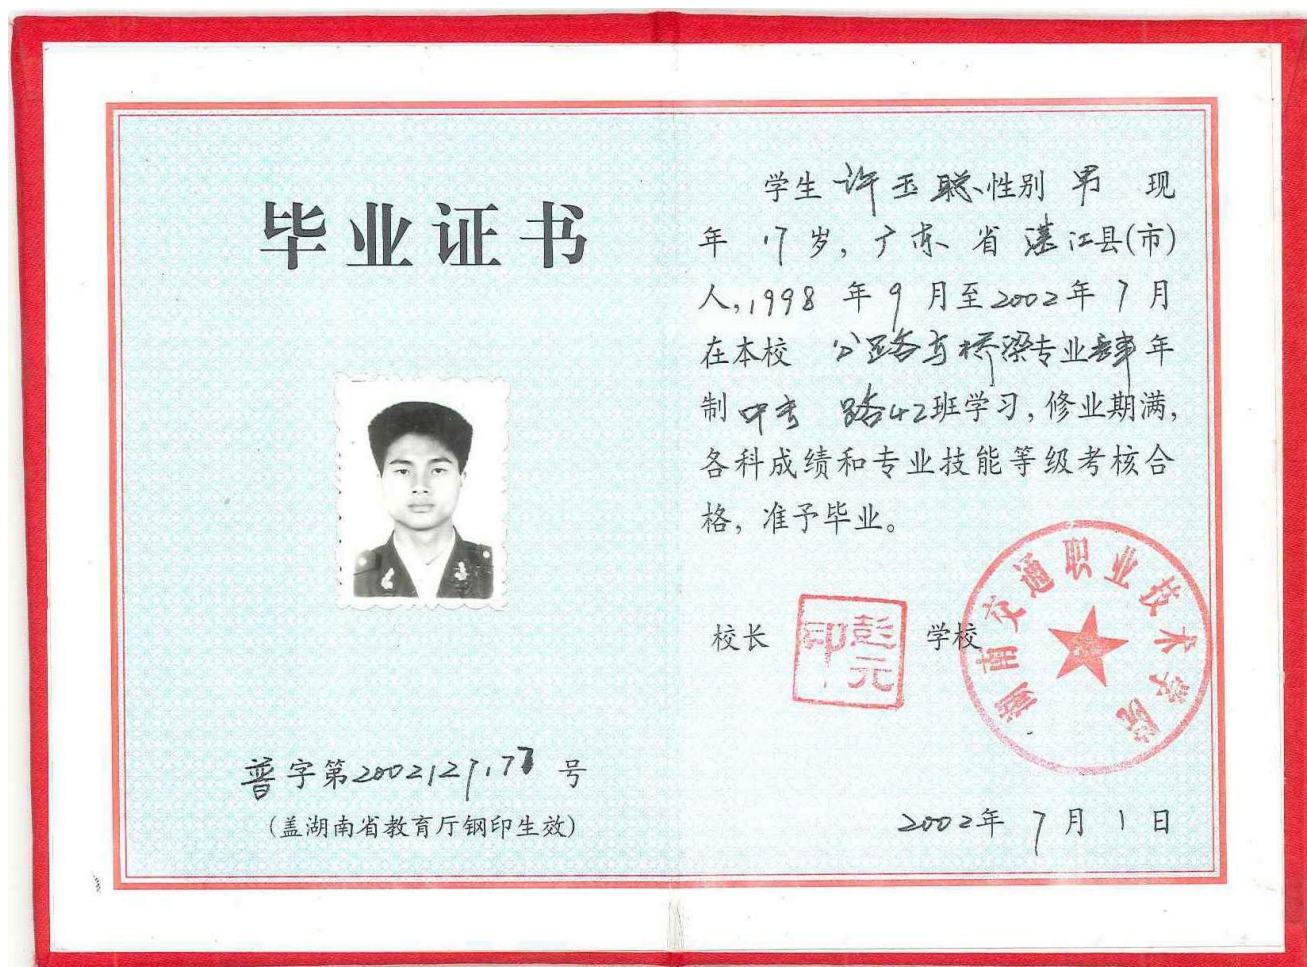 毕业证书
普字第200212717 号
(盖湖南省教育厅钢印生效)
学生 许玉聪 性别 男 现
年 17 岁, 广东 省 湛江县(市)
人, 1998 年 9 月至2002年 7 月
在本校 公路与桥梁专业肆年
制 中专 路42班学习, 修业期满,
各科成绩和专业技能等级考核合
格, 准予毕业。
校长 彭元印 学校
湖南交通职业技术学院
2002年 7 月 1 日